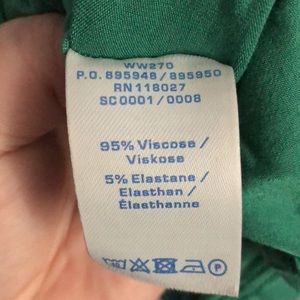 WW270
P.O. 895948 / 895950
RN 118027
SC0001 / 0008
95% Viscose /
Viskose
5% Elastane /
Elasthan /
Élasthanne